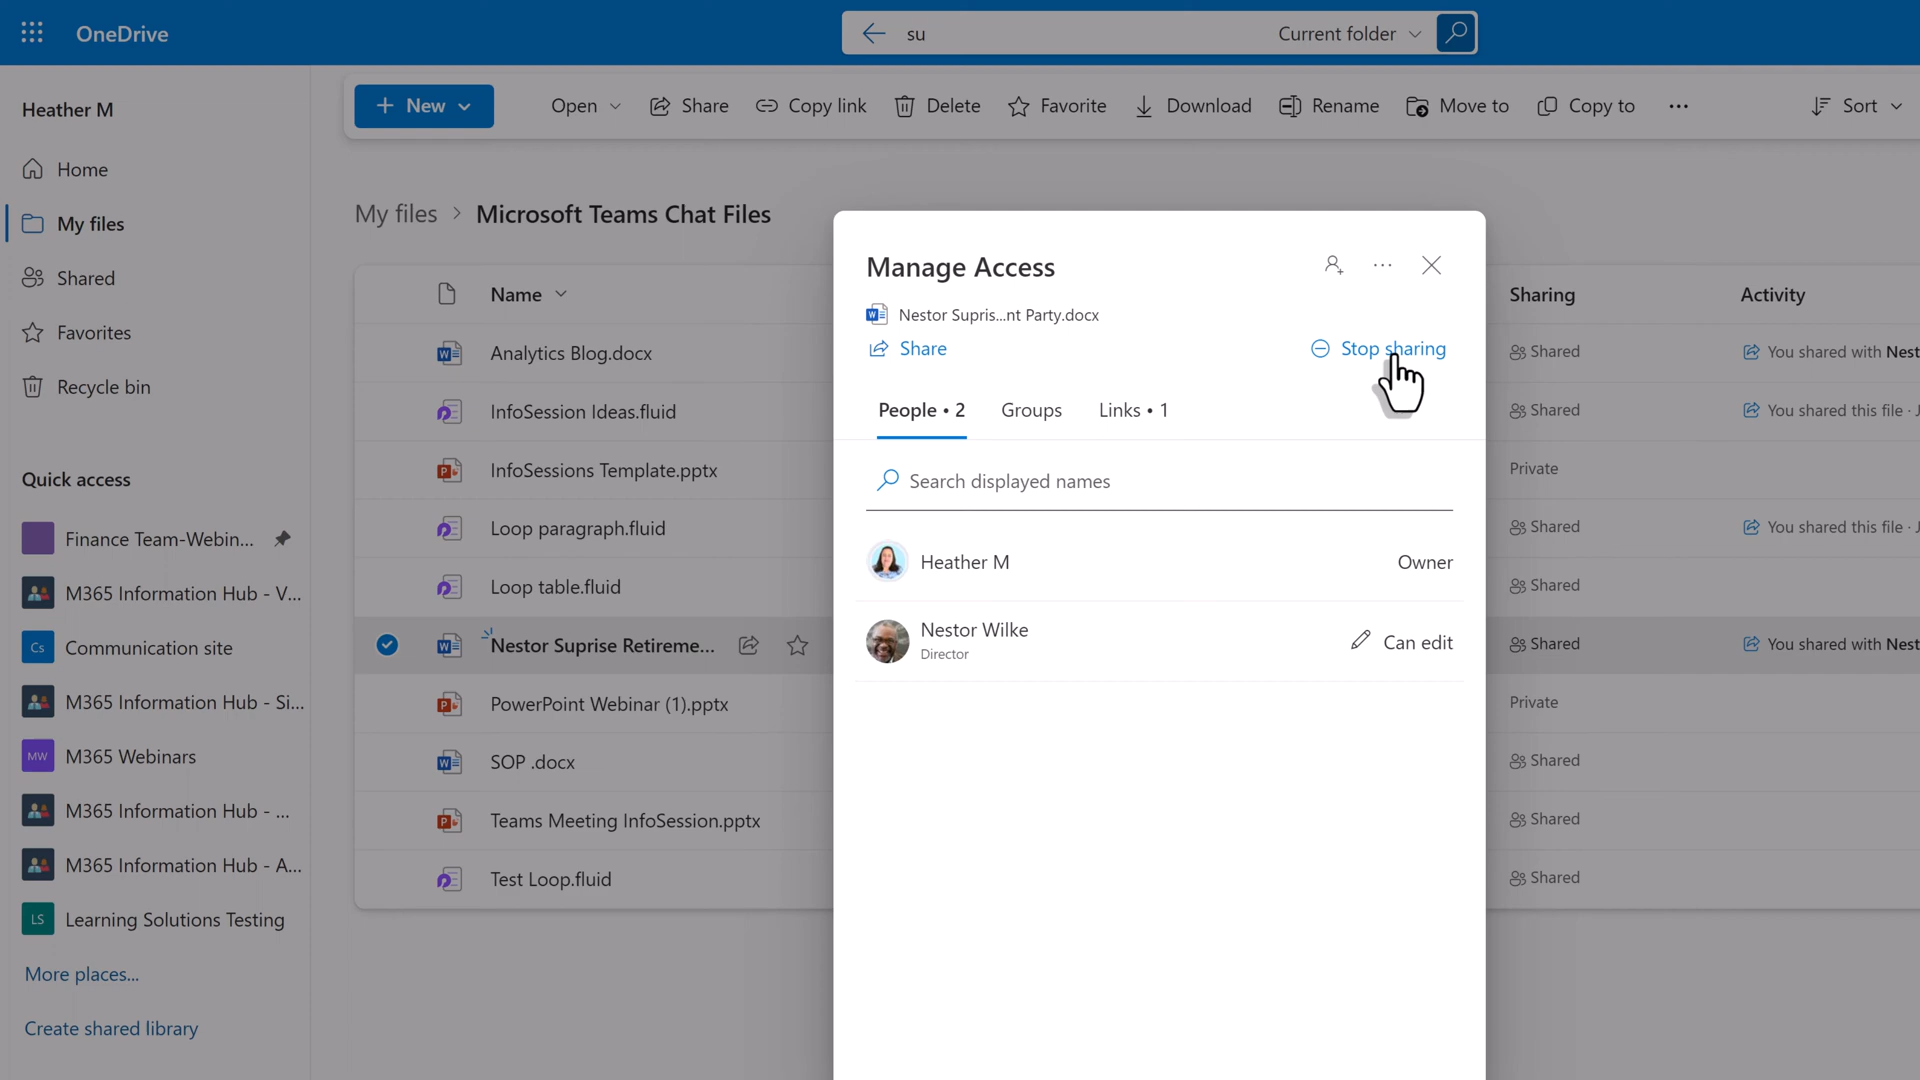 OneDrive
su
Current folder
Heather M
Home
My files
Shared
Favorites
Recycle bin
Quick access
Finance Team-Webin...
M365 Information Hub - V...
Cs Communication site
M365 Information Hub - Si...
MW M365 Webinars
M365 Information Hub - ...
M365 Information Hub - A...
LS Learning Solutions Testing
More places...
Create shared library
New
Open
Share
Copy link
Delete
Favorite
Download
Rename
Move to
Copy to
Sort
My files > Microsoft Teams Chat Files
Name
Analytics Blog.docx
InfoSession Ideas.fluid
InfoSessions Template.pptx
Loop paragraph.fluid
Loop table.fluid
Nestor Suprise Retireme...
PowerPoint Webinar (1).pptx
SOP .docx
Teams Meeting InfoSession.pptx
Test Loop.fluid
Manage Access
Nestor Supris...nt Party.docx
Share
Stop sharing
People • 2
Groups
Links • 1
Search displayed names
Heather M
Owner
Nestor Wilke
Director
Can edit
Sharing
Activity
Shared
You shared with Nest
Shared
You shared this file · J
Private
Shared
You shared this file · J
Shared
Shared
You shared with Nest
Private
Shared
Shared
Shared